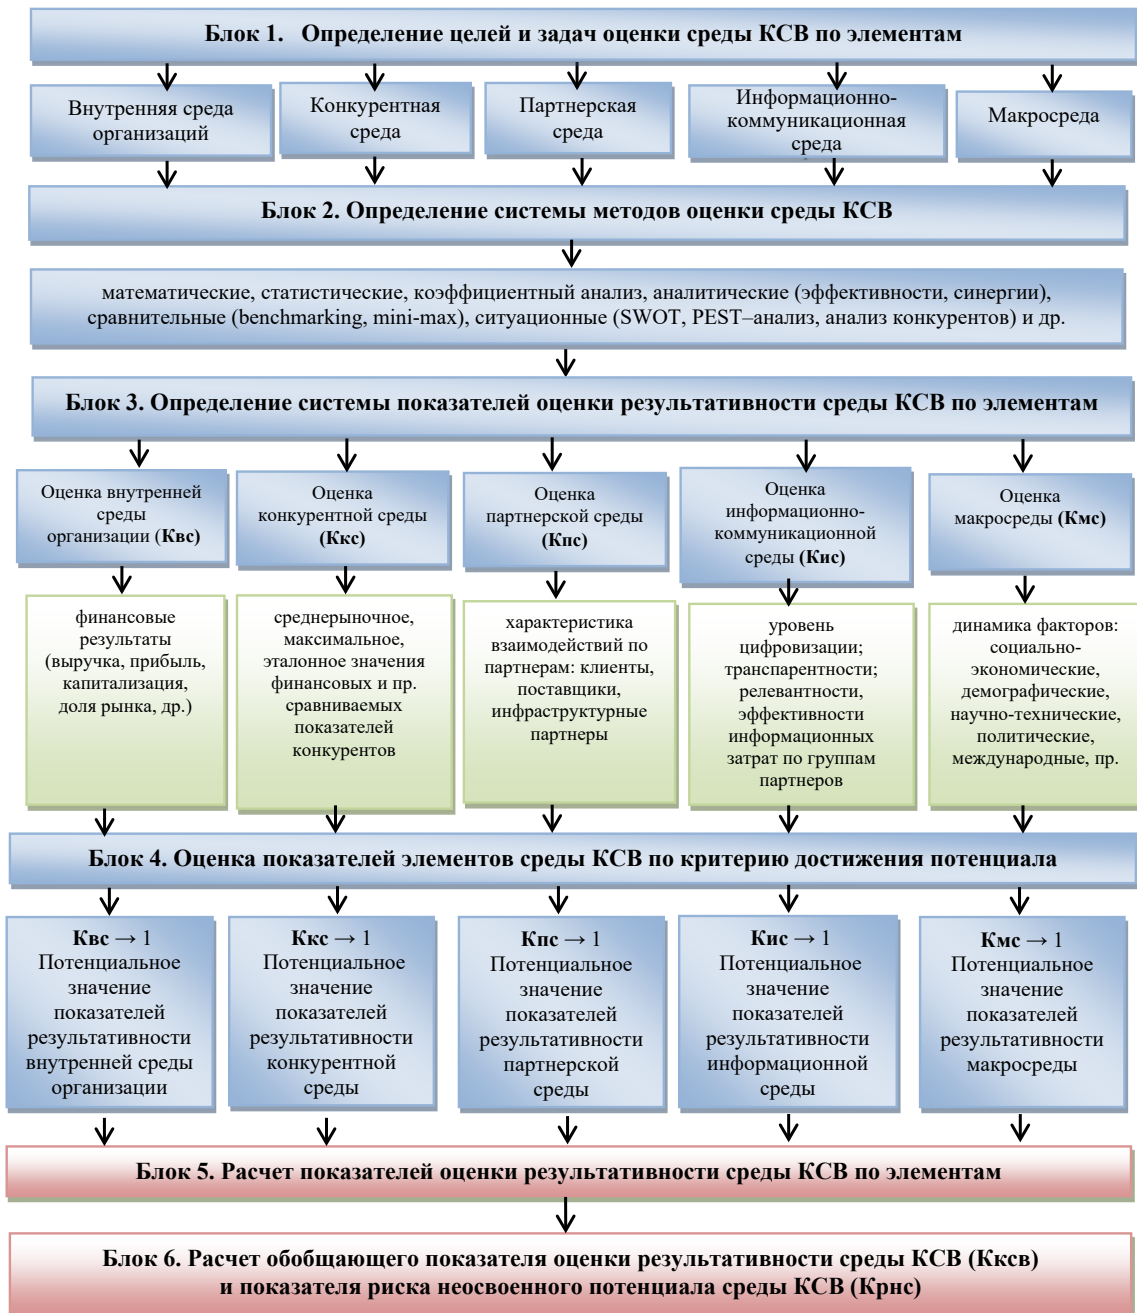 Блок 1. Определение целей и задач оценки среды КСВ по элементам
Внутренняя среда
организаций
Конкурентная
среда
Партнерская
среда
Информационно-
коммуникационная
среда
Макросреда
Блок 2. Определение системы методов оценки среды КСВ
математические, статистические, коэффициентный анализ, аналитические (эффективности, синергии),
сравнительные (benchmarking, mini-max), ситуационные (SWOT, PEST–анализ, анализ конкурентов) и др.
Блок 3. Определение системы показателей оценки результативности среды КСВ по элементам
Оценка внутренней
среды
организации (Квс)
Оценка
конкурентной среды
(Ккс)
Оценка
партнерской среды
(Кпс)
Оценка
информационно-
коммуникационной
среды (Кис)
Оценка
макросреды (Кмс)
финансовые
результаты
(выручка, прибыль,
капитализация,
доля рынка, др.)
среднерыночное,
максимальное,
эталонное значения
финансовых и пр.
сравниваемых
показателей
конкурентов
характеристика
взаимодействий по
партнерам: клиенты,
поставщики,
инфраструктурные
партнеры
уровень
цифровизации;
транспарентности;
релевантности,
эффективности
информационных
затрат по группам
партнеров
динамика факторов:
социально-
экономические,
демографические,
научно-технические,
политические,
международные, пр.
Блок 4. Оценка показателей элементов среды КСВ по критерию достижения потенциала
Квс → 1
Потенциальное
значение
показателей
результативности
внутренней среды
организации
Ккс → 1
Потенциальное
значение
показателей
результативности
конкурентной
среды
Кпс → 1
Потенциальное
значение
показателей
результативности
партнерской
среды
Кис → 1
Потенциальное
значение
показателей
результативности
информационной
среды
Кмс → 1
Потенциальное
значение
показателей
результативности
макросреды
Блок 5. Расчет показателей оценки результативности среды КСВ по элементам
Блок 6. Расчет обобщающего показателя оценки результативности среды КСВ (Кксв)
и показателя риска неосвоенного потенциала среды КСВ (Крнс)